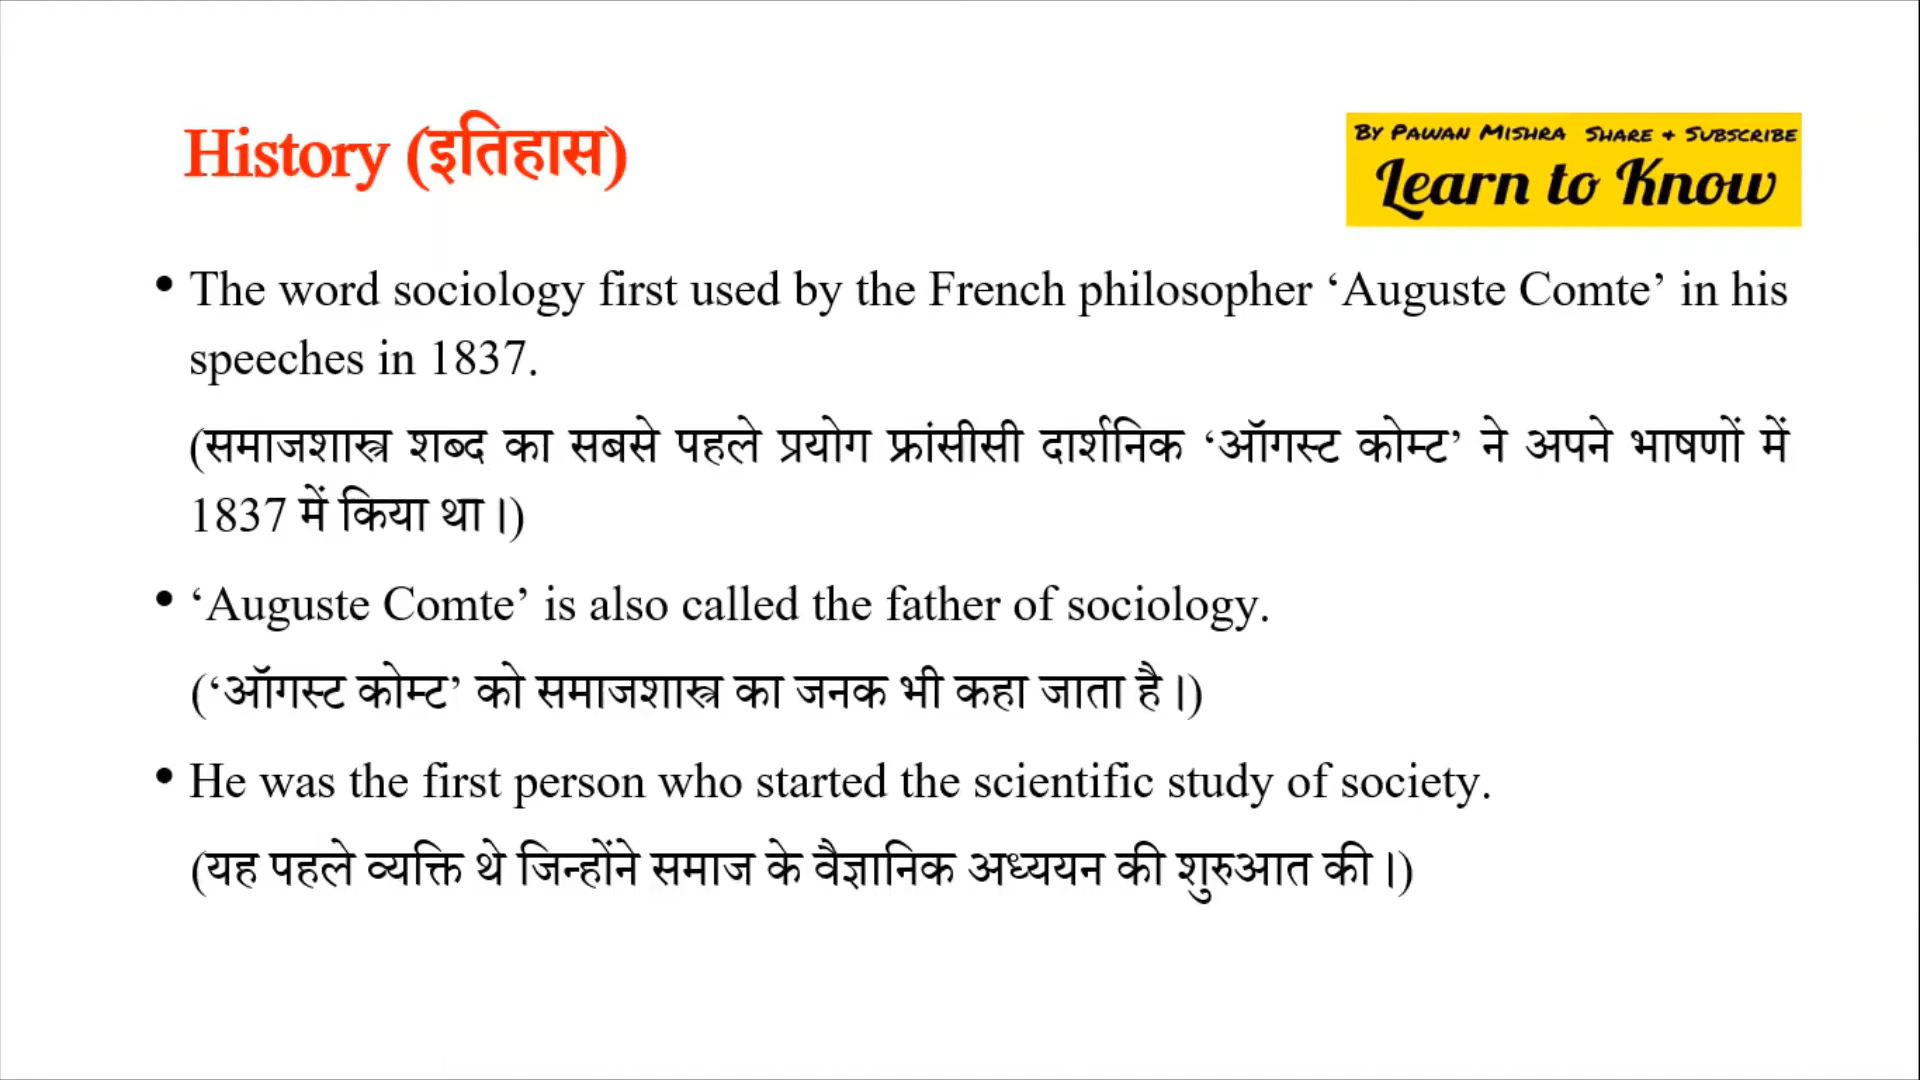 History (इतिहास)
By Pawan Mishra Share + Subscribe
Learn to Know
• The word sociology first used by the French philosopher ‘Auguste Comte’ in his
speeches in 1837.
(समाजशास्त्र शब्द का सबसे पहले प्रयोग फ्रांसीसी दार्शनिक ‘ऑगस्ट कोम्ट’ ने अपने भाषणों में
1837 में किया था।)
• ‘Auguste Comte’ is also called the father of sociology.
(‘ऑगस्ट कोम्ट’ को समाजशास्त्र का जनक भी कहा जाता है।)
• He was the first person who started the scientific study of society.
(यह पहले व्यक्ति थे जिन्होंने समाज के वैज्ञानिक अध्ययन की शुरुआत की।)